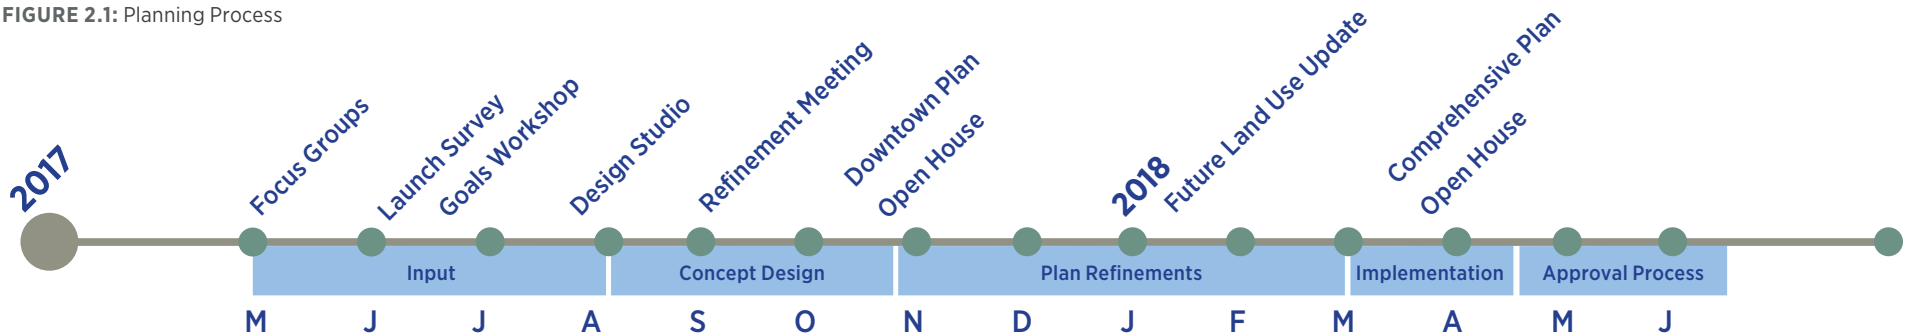 FIGURE 2.1: Planning Process
2017
Focus Groups
Launch Survey
Goals Workshop
Design Studio
Refinement Meeting
Downtown Plan
Open House
2018
Future Land Use Update
Comprehensive Plan
Open House
Input
Concept Design
Plan Refinements
Implementation
Approval Process
M J J A S O N D J F M A M J